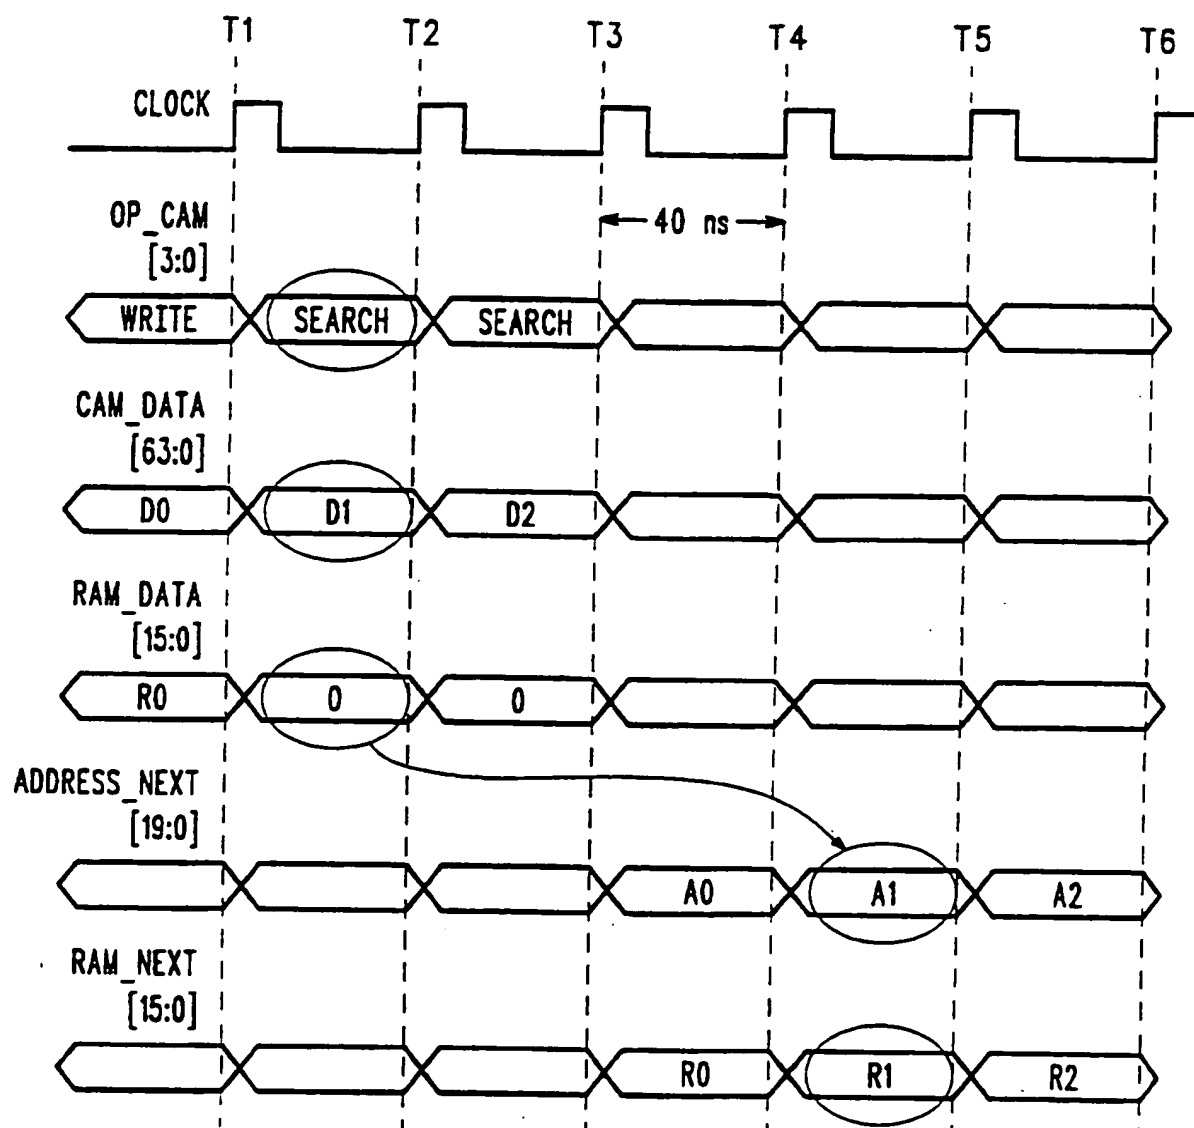 T1 T2 T3 T4 T5 T6
CLOCK
OP_CAM
[3:0]
40 ns
WRITE SEARCH SEARCH
CAM_DATA
[63:0]
D0 D1 D2
RAM_DATA
[15:0]
R0 0 0
ADDRESS_NEXT
[19:0]
A0 A1 A2
RAM_NEXT
[15:0]
R0 R1 R2